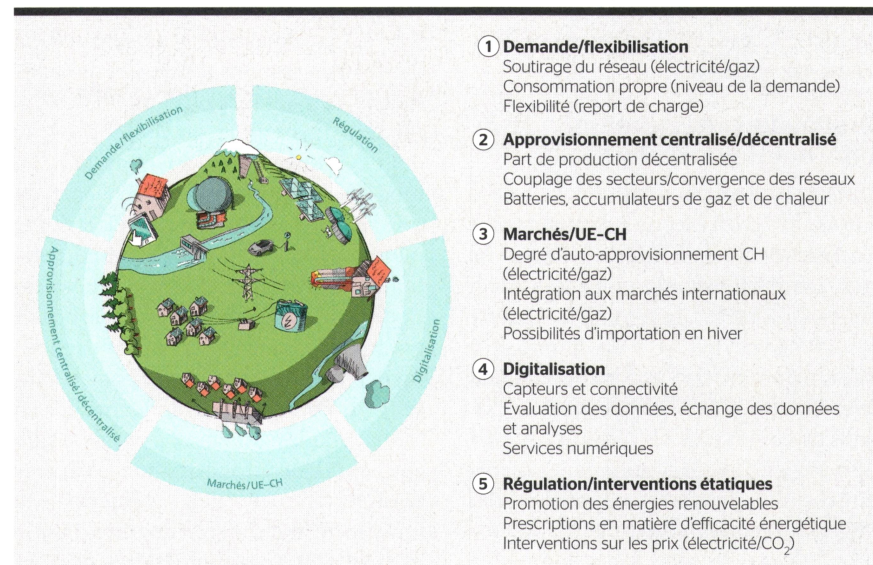 Demande/flexibilisation
Régulation
Approvisionnement centralisé/décentralisé
Digitalisation
Marchés/UE–CH
1 Demande/flexibilisation
Soutirage du réseau (électricité/gaz)
Consommation propre (niveau de la demande)
Flexibilité (report de charge)
2 Approvisionnement centralisé/décentralisé
Part de production décentralisée
Couplage des secteurs/convergence des réseaux
Batteries, accumulateurs de gaz et de chaleur
3 Marchés/UE–CH
Degré d'auto-approvisionnement CH
(électricité/gaz)
Intégration aux marchés internationaux
(électricité/gaz)
Possibilités d'importation en hiver
4 Digitalisation
Capteurs et connectivité
Évaluation des données, échange des données
et analyses
Services numériques
5 Régulation/interventions étatiques
Promotion des énergies renouvelables
Prescriptions en matière d'efficacité énergétique
Interventions sur les prix (électricité/CO₂)